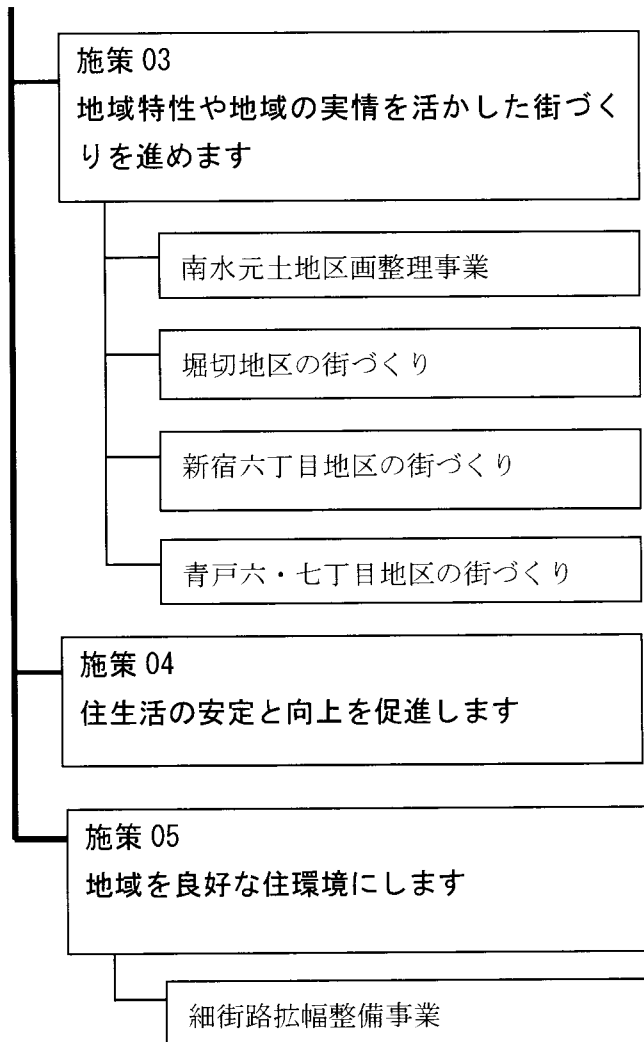 施策 03
地域特性や地域の実情を活かした街づく
りを進めます
南水元土地区画整理事業
堀切地区の街づくり
新宿六丁目地区の街づくり
青戸六・七丁目地区の街づくり
施策 04
住生活の安定と向上を促進します
施策 05
地域を良好な住環境にします
細街路拡幅整備事業